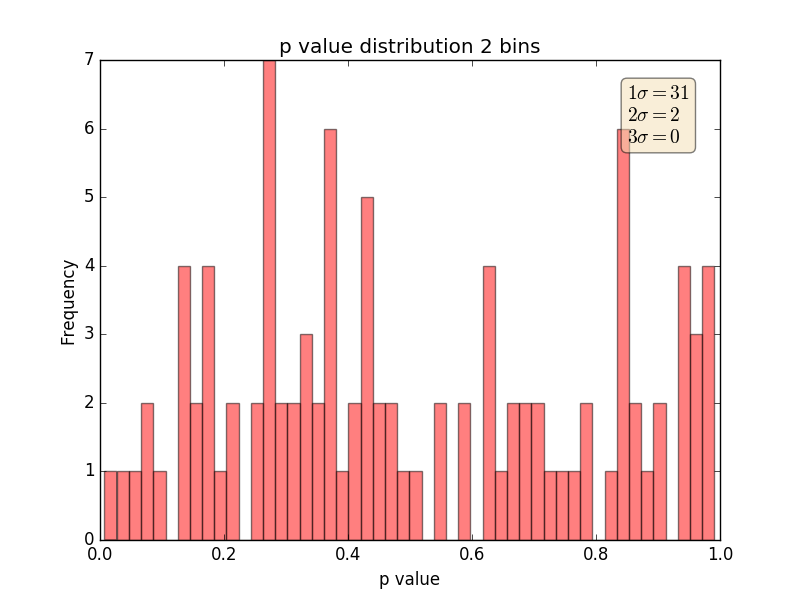 p value distribution 2 bins
7
6
5
4
3
2
1
0
Frequency
1σ = 31
2σ = 2
3σ = 0
0.0 0.2 0.4 0.6 0.8 1.0
p value